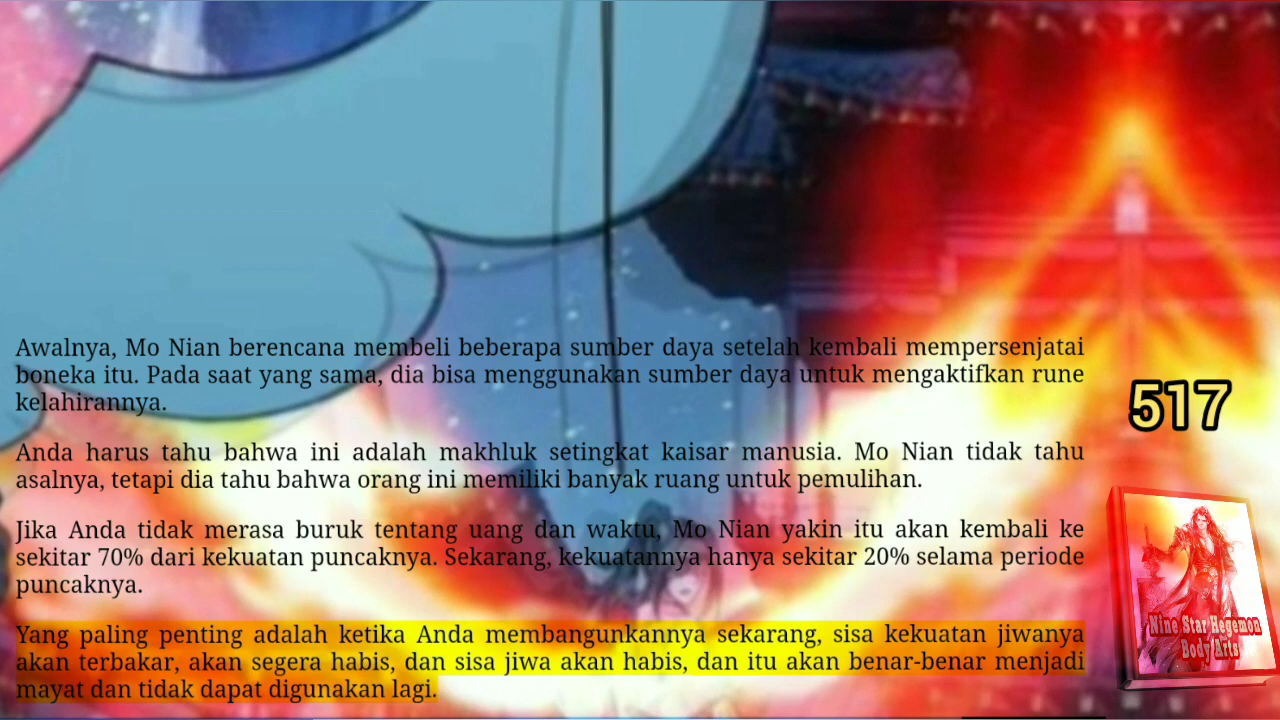 Awalnya, Mo Nian berencana membeli beberapa sumber daya setelah kembali mempersenjatai
boneka itu. Pada saat yang sama, dia bisa menggunakan sumber daya untuk mengaktifkan rune
kelahirannya.
Anda harus tahu bahwa ini adalah makhluk setingkat kaisar manusia. Mo Nian tidak tahu
asalnya, tetapi dia tahu bahwa orang ini memiliki banyak ruang untuk pemulihan.
Jika Anda tidak merasa buruk tentang uang dan waktu, Mo Nian yakin itu akan kembali ke
sekitar 70% dari kekuatan puncaknya. Sekarang, kekuatannya hanya sekitar 20% selama periode
puncaknya.
Yang paling penting adalah ketika Anda membangunkannya sekarang, sisa kekuatan jiwanya
akan terbakar, akan segera habis, dan sisa jiwa akan habis, dan itu akan benar-benar menjadi
mayat dan tidak dapat digunakan lagi.
517
Nine Star Hegemon
Body Arts